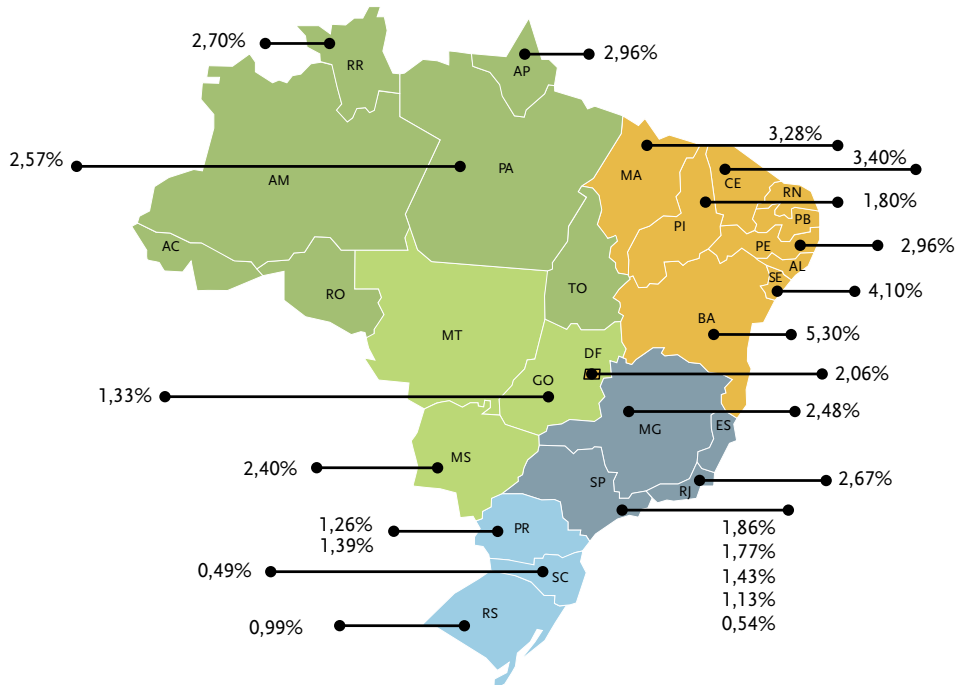 2,70%
RR
AP
2,96%
3,28%
2,57%
AM
PA
MA
CE
3,40%
RN
1,80%
PB
PI
AC
PE
2,96%
AL
SE
RO
TO
4,10%
BA
MT
5,30%
DF
GO
2,06%
1,33%
MG
ES
2,48%
MS
2,40%
SP
RJ
2,67%
1,26%
1,39%
PR
1,86%
1,77%
1,43%
1,13%
0,54%
0,49%
SC
RS
0,99%